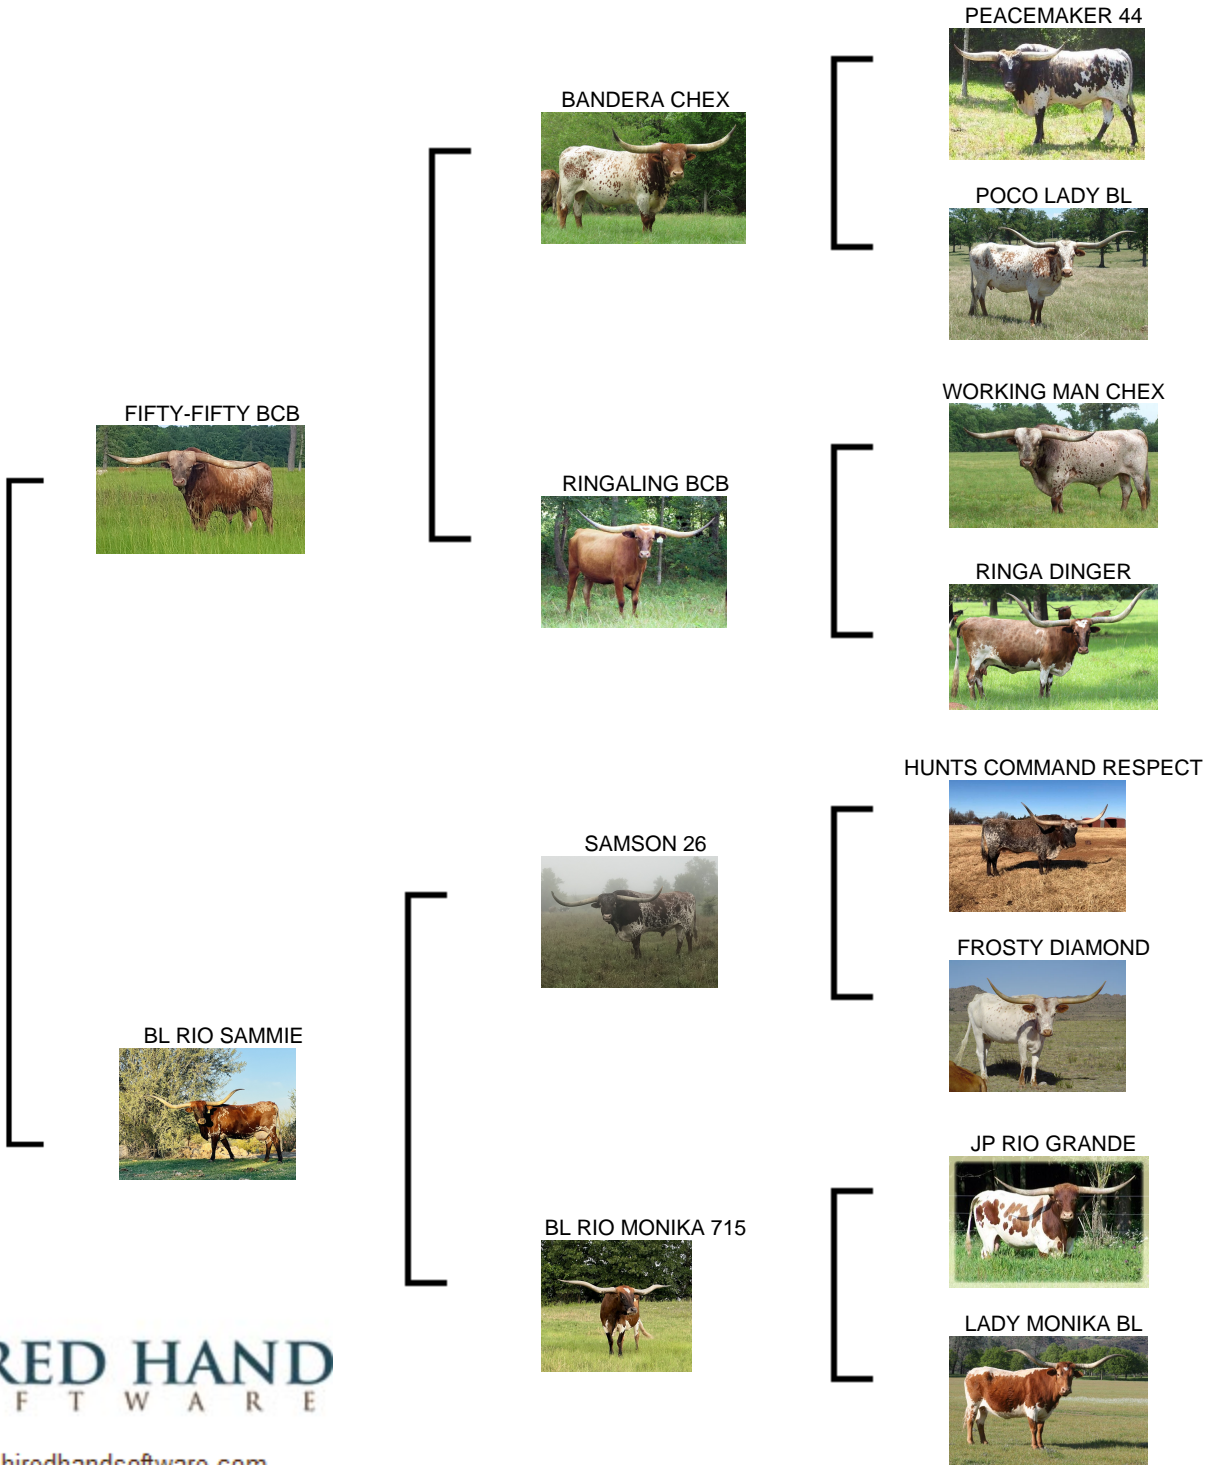 PEACEMAKER 44
BANDERA CHEX
POCO LADY BL
WORKING MAN CHEX
FIFTY-FIFTY BCB
RINGALING BCB
RINGA DINGER
HUNTS COMMAND RESPECT
SAMSON 26
FROSTY DIAMOND
BL RIO SAMMIE
JP RIO GRANDE
BL RIO MONIKA 715
LADY MONIKA BL
RED HAND
F T W A R E
hiredhandsoftware.com